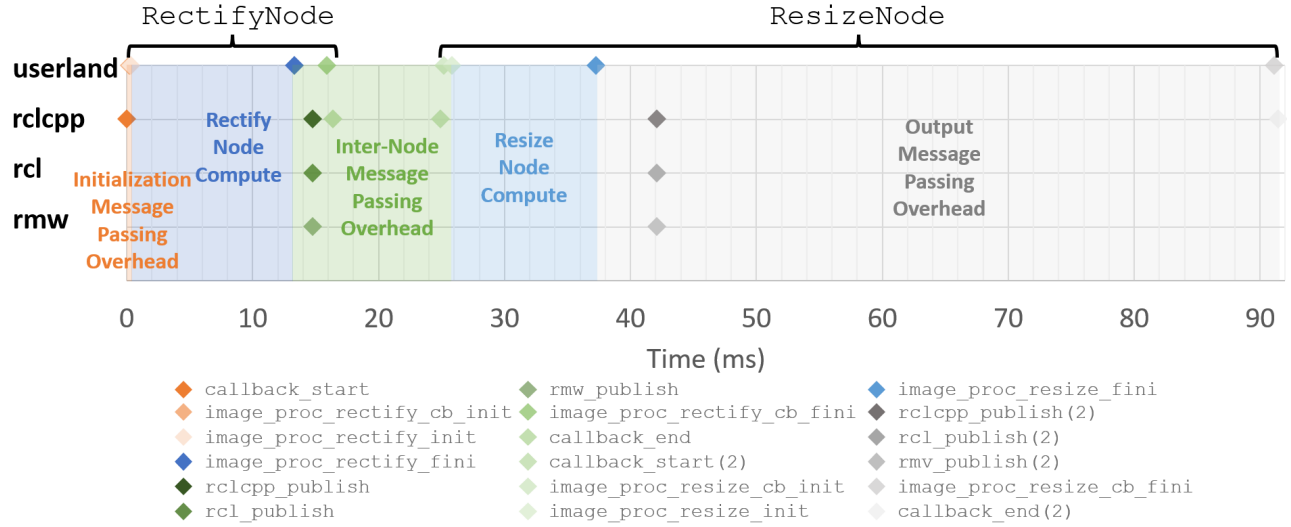 RectifyNode
ResizeNode
userland
rclcpp
rcl
rmw
Initialization
Message
Passing
Overhead
Rectify
Node
Compute
Inter-Node
Message
Passing
Overhead
Resize
Node
Compute
Output
Message
Passing
Overhead
0 10 20 30 40 50 60 70 80 90
Time (ms)
callback_start
image_proc_rectify_cb_init
image_proc_rectify_init
image_proc_rectify_fini
rclcpp_publish
rcl_publish
rmw_publish
image_proc_rectify_cb_fini
callback_end
callback_start(2)
image_proc_resize_cb_init
image_proc_resize_init
image_proc_resize_fini
rclcpp_publish(2)
rcl_publish(2)
rmv_publish(2)
image_proc_resize_cb_fini
callback_end(2)